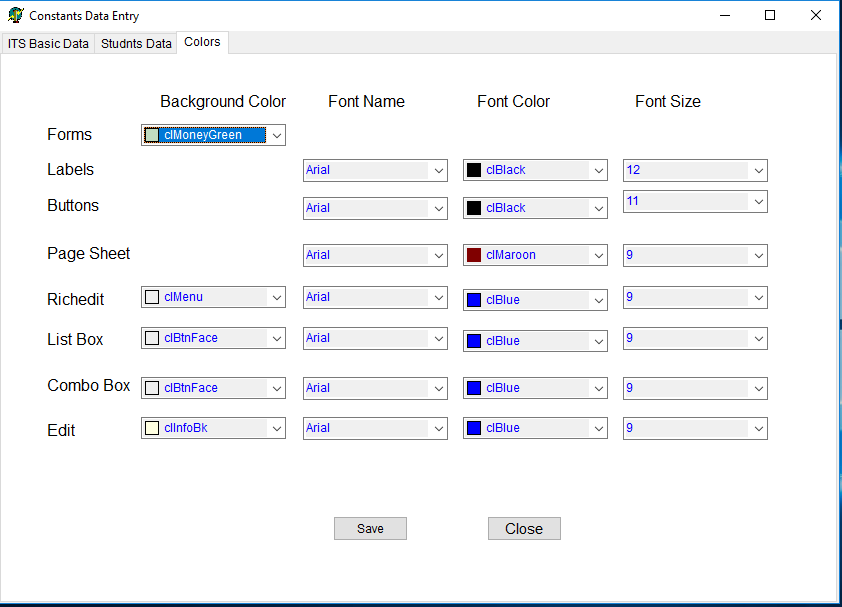 Constants Data Entry
ITS Basic Data Studnts Data Colors
Background Color Font Name Font Color Font Size
Forms clMoneyGreen
Labels Arial clBlack 12
Buttons Arial clBlack 11
Page Sheet Arial clMaroon 9
Richedit clMenu Arial clBlue 9
List Box clBtnFace Arial clBlue 9
Combo Box clBtnFace Arial clBlue 9
Edit clInfoBk Arial clBlue 9
Save Close